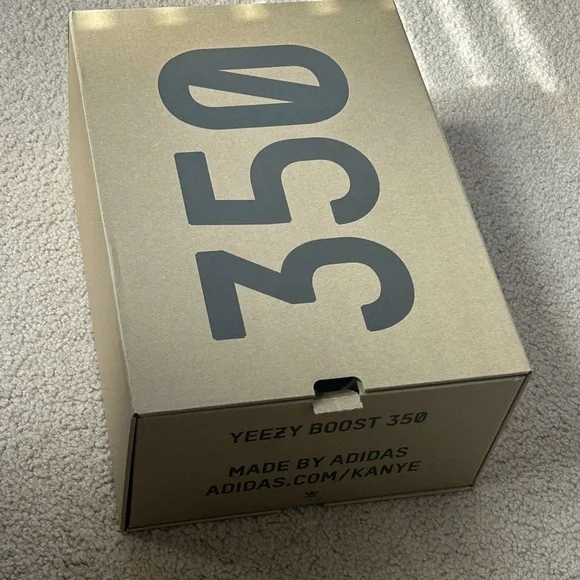 350
YEEZY BOOST 350
MADE BY ADIDAS
ADIDAS.COM/KANYE